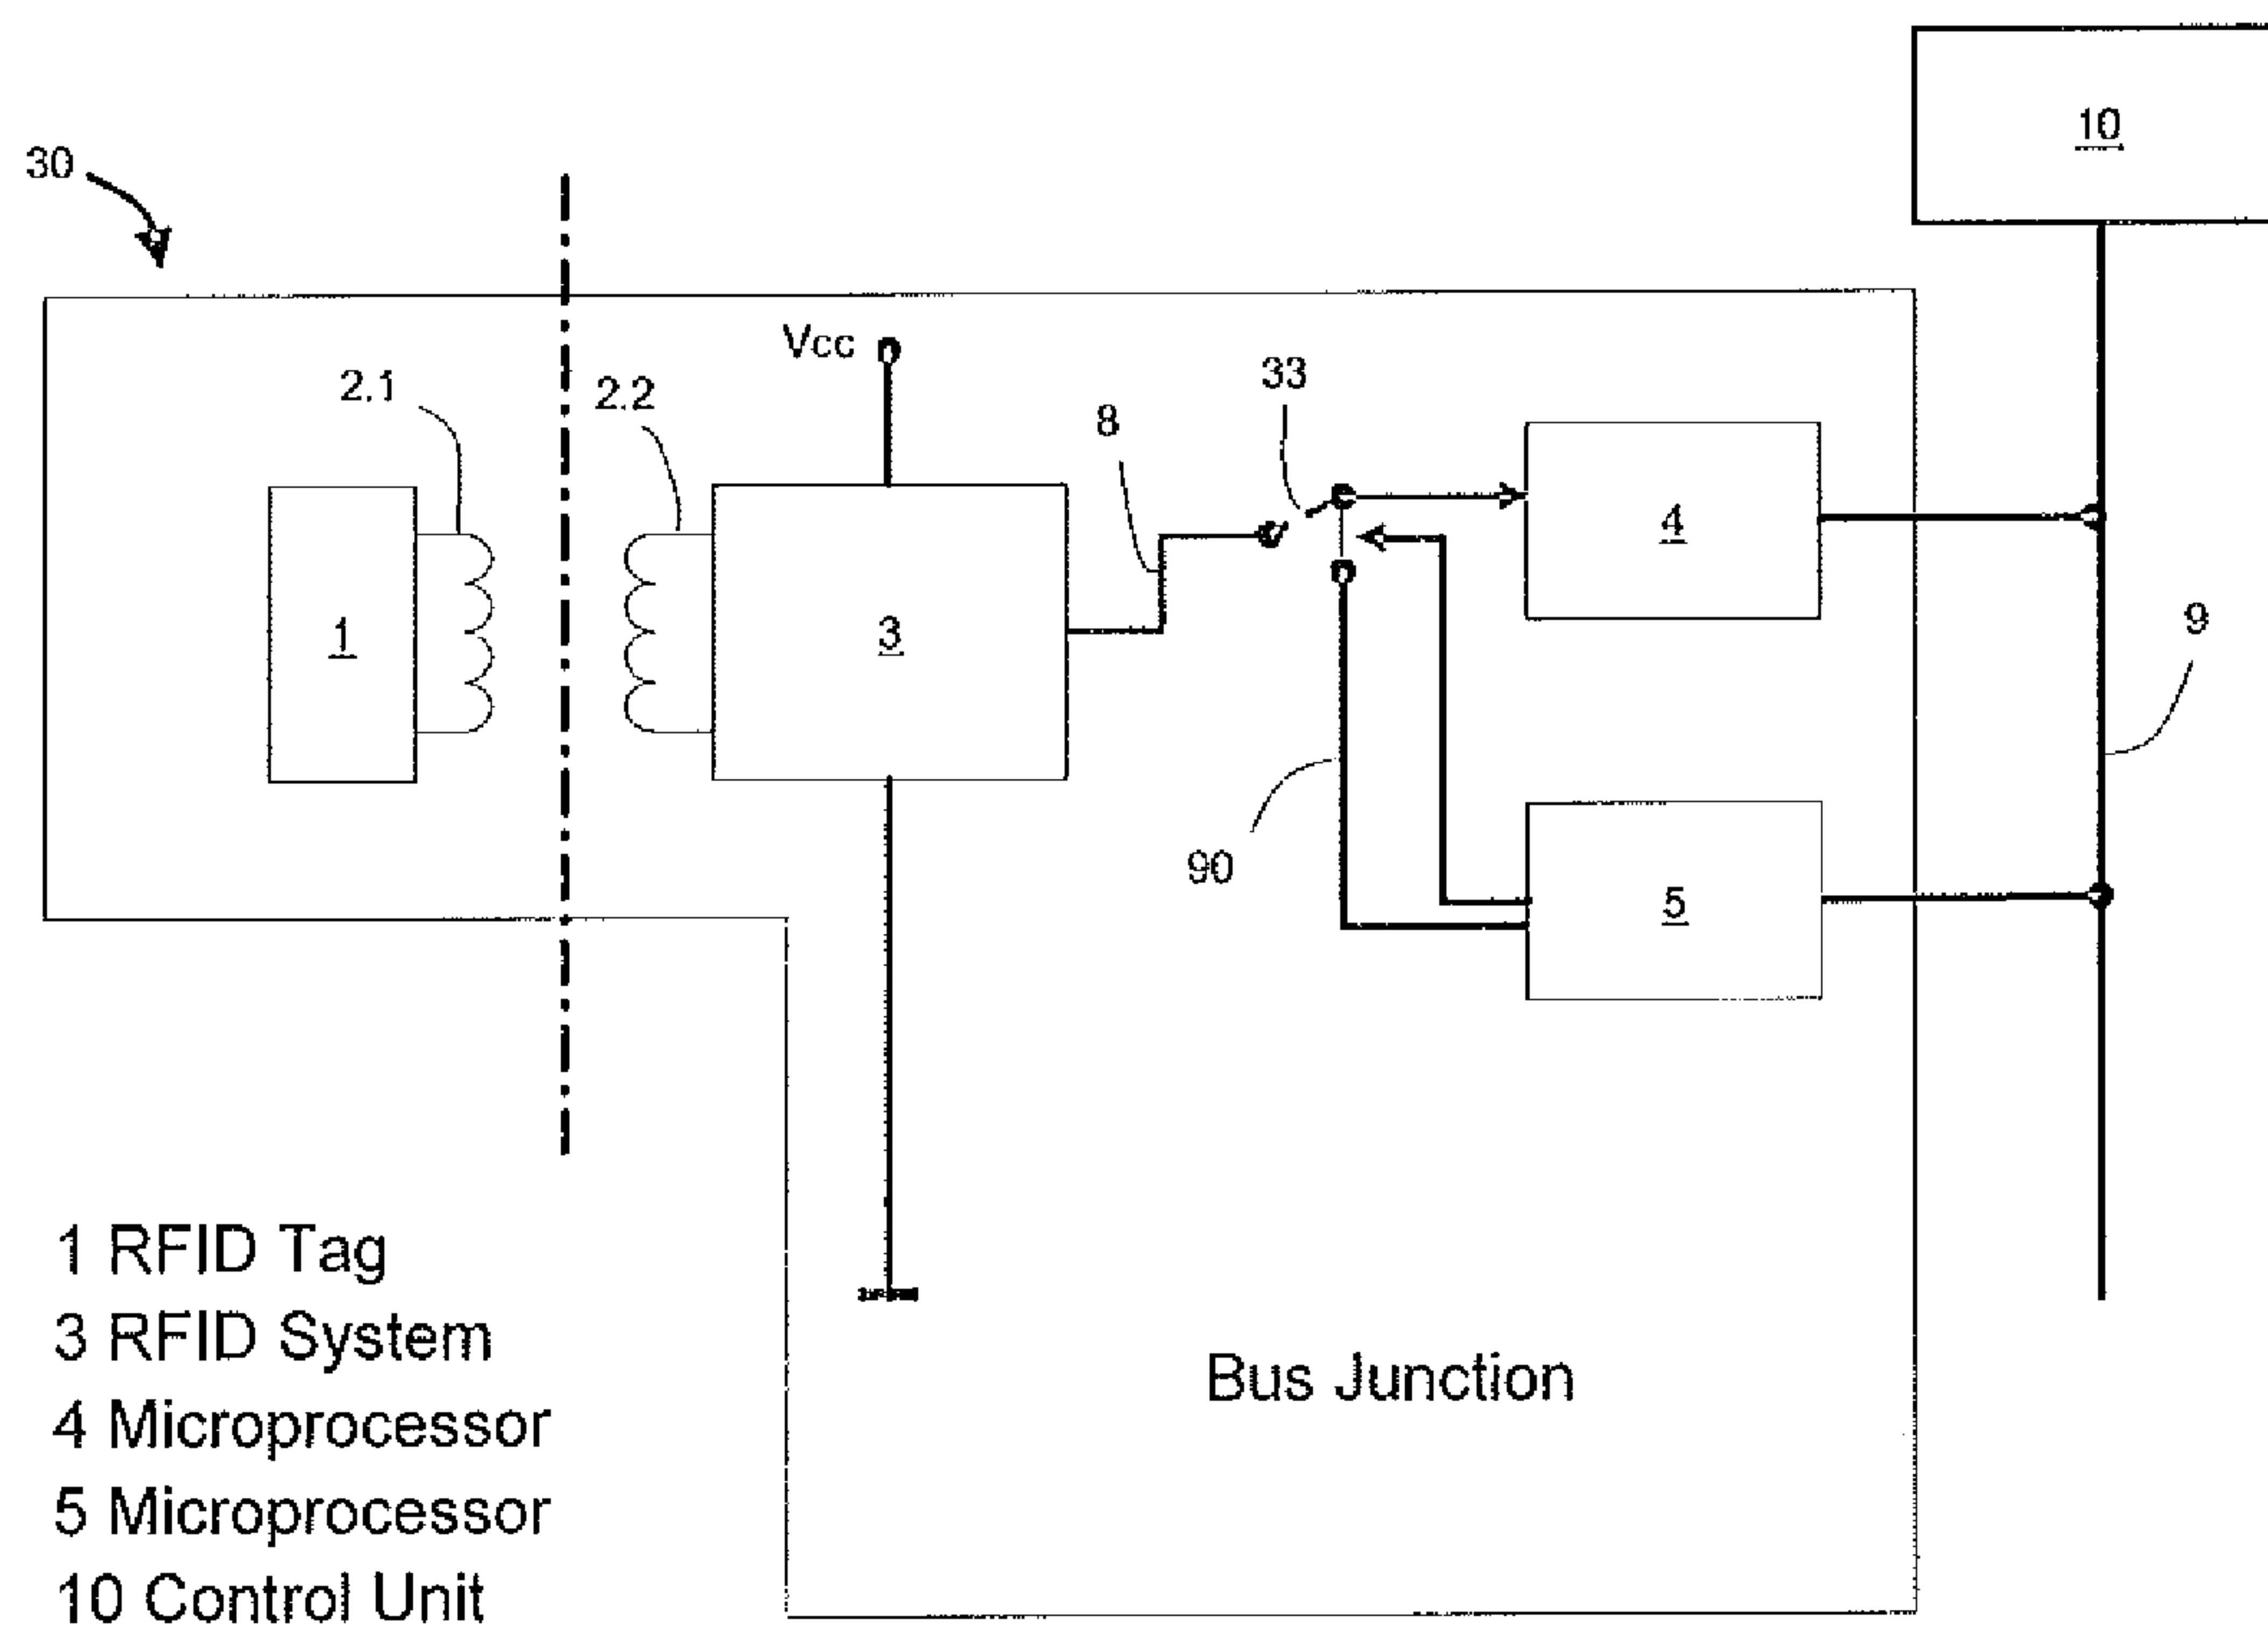 10
30
Vcc
2.1
2.2
33
8
4
1
3
9
90
5
1 RFID Tag
3 RFID System
4 Microprocessor
5 Microprocessor
10 Control Unit
Bus Junction